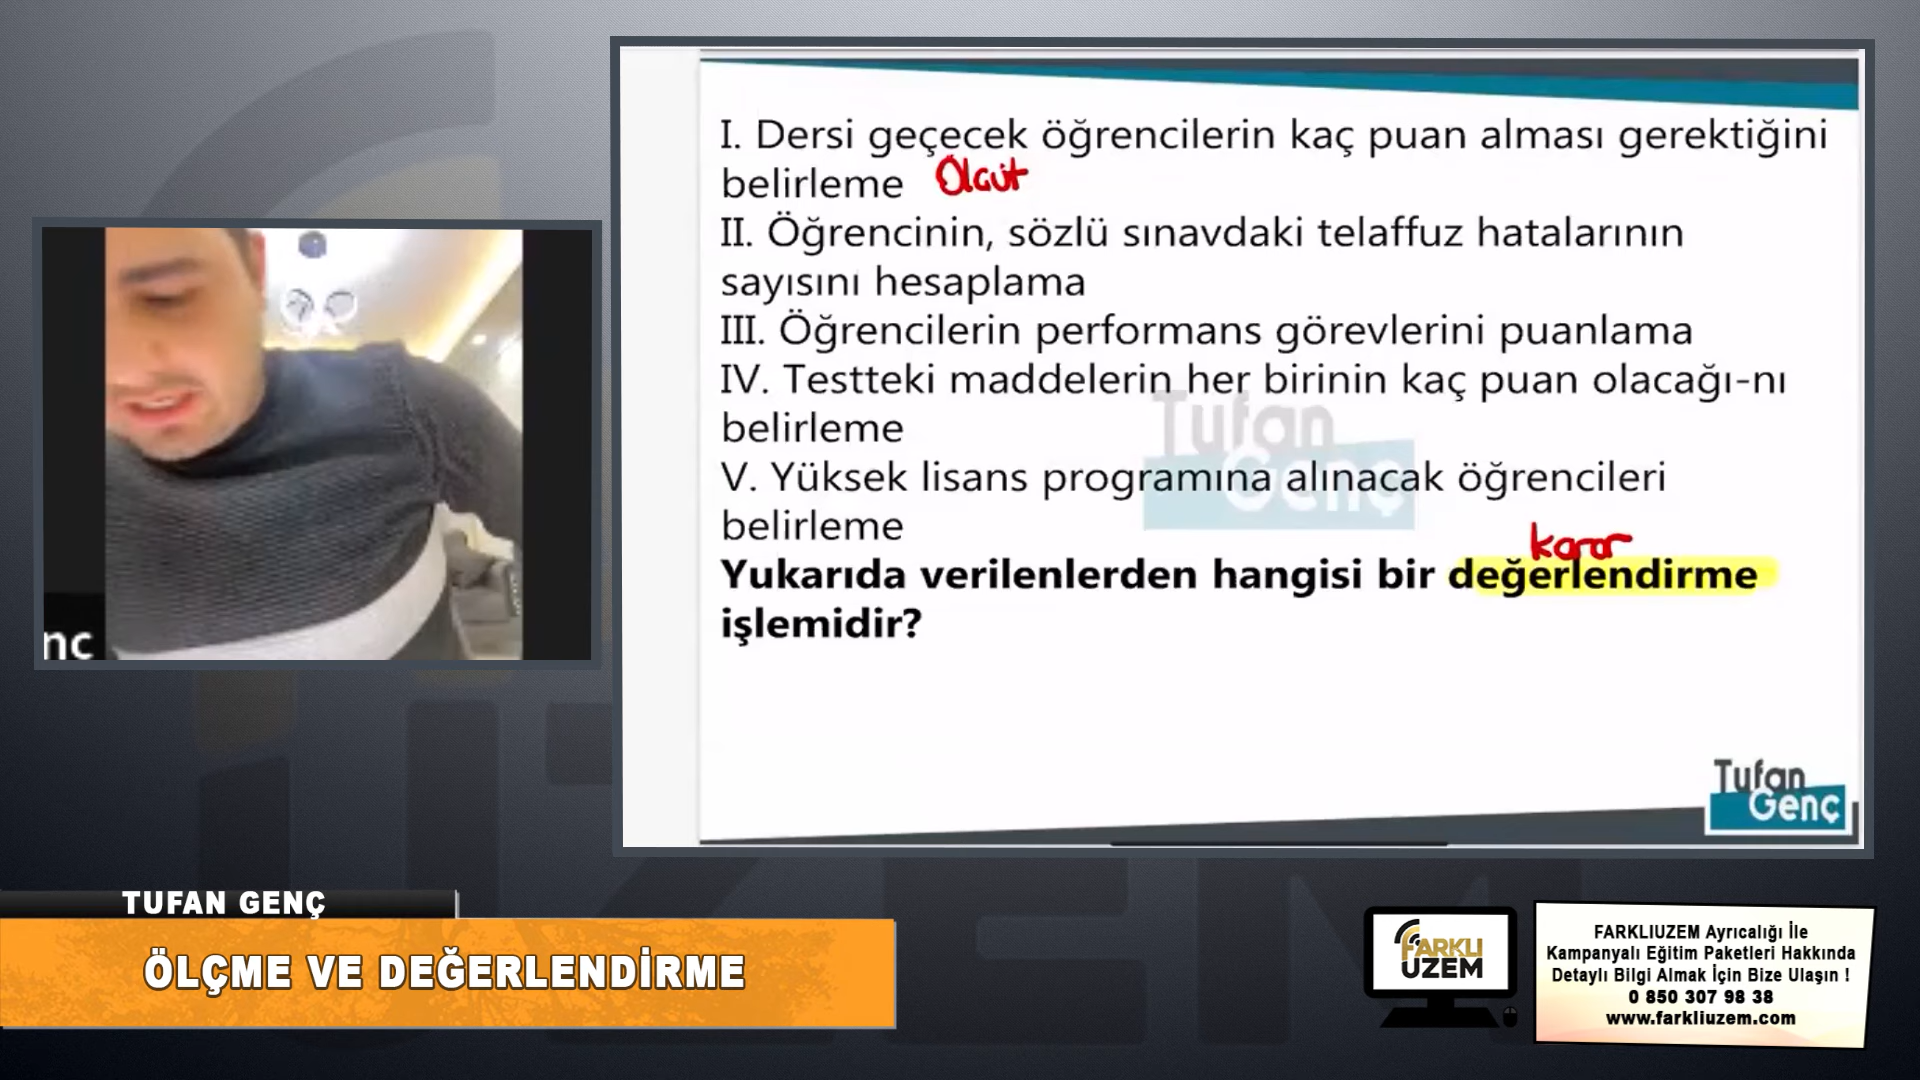 I. Dersi geçecek öğrencilerin kaç puan alması gerektiğini
belirleme Ölçüt
II. Öğrencinin, sözlü sınavdaki telaffuz hatalarının
sayısını hesaplama
III. Öğrencilerin performans görevlerini puanlama
IV. Testteki maddelerin her birinin kaç puan olacağı-nı
belirleme
V. Yüksek lisans programına alınacak öğrencileri
belirleme
karar
Yukarıda verilenlerden hangisi bir değerlendirme
işlemidir?
Tufan
Genç
Tufan
Genç
nç
TUFAN GENÇ
ÖLÇME VE DEĞERLENDİRME
FARKLI
UZEM
FARKLIUZEM Ayrıcalığı İle
Kampanyalı Eğitim Paketleri Hakkında
Detaylı Bilgi Almak İçin Bize Ulaşın !
0 850 307 98 38
www.farkliuzem.com
ÜZEM